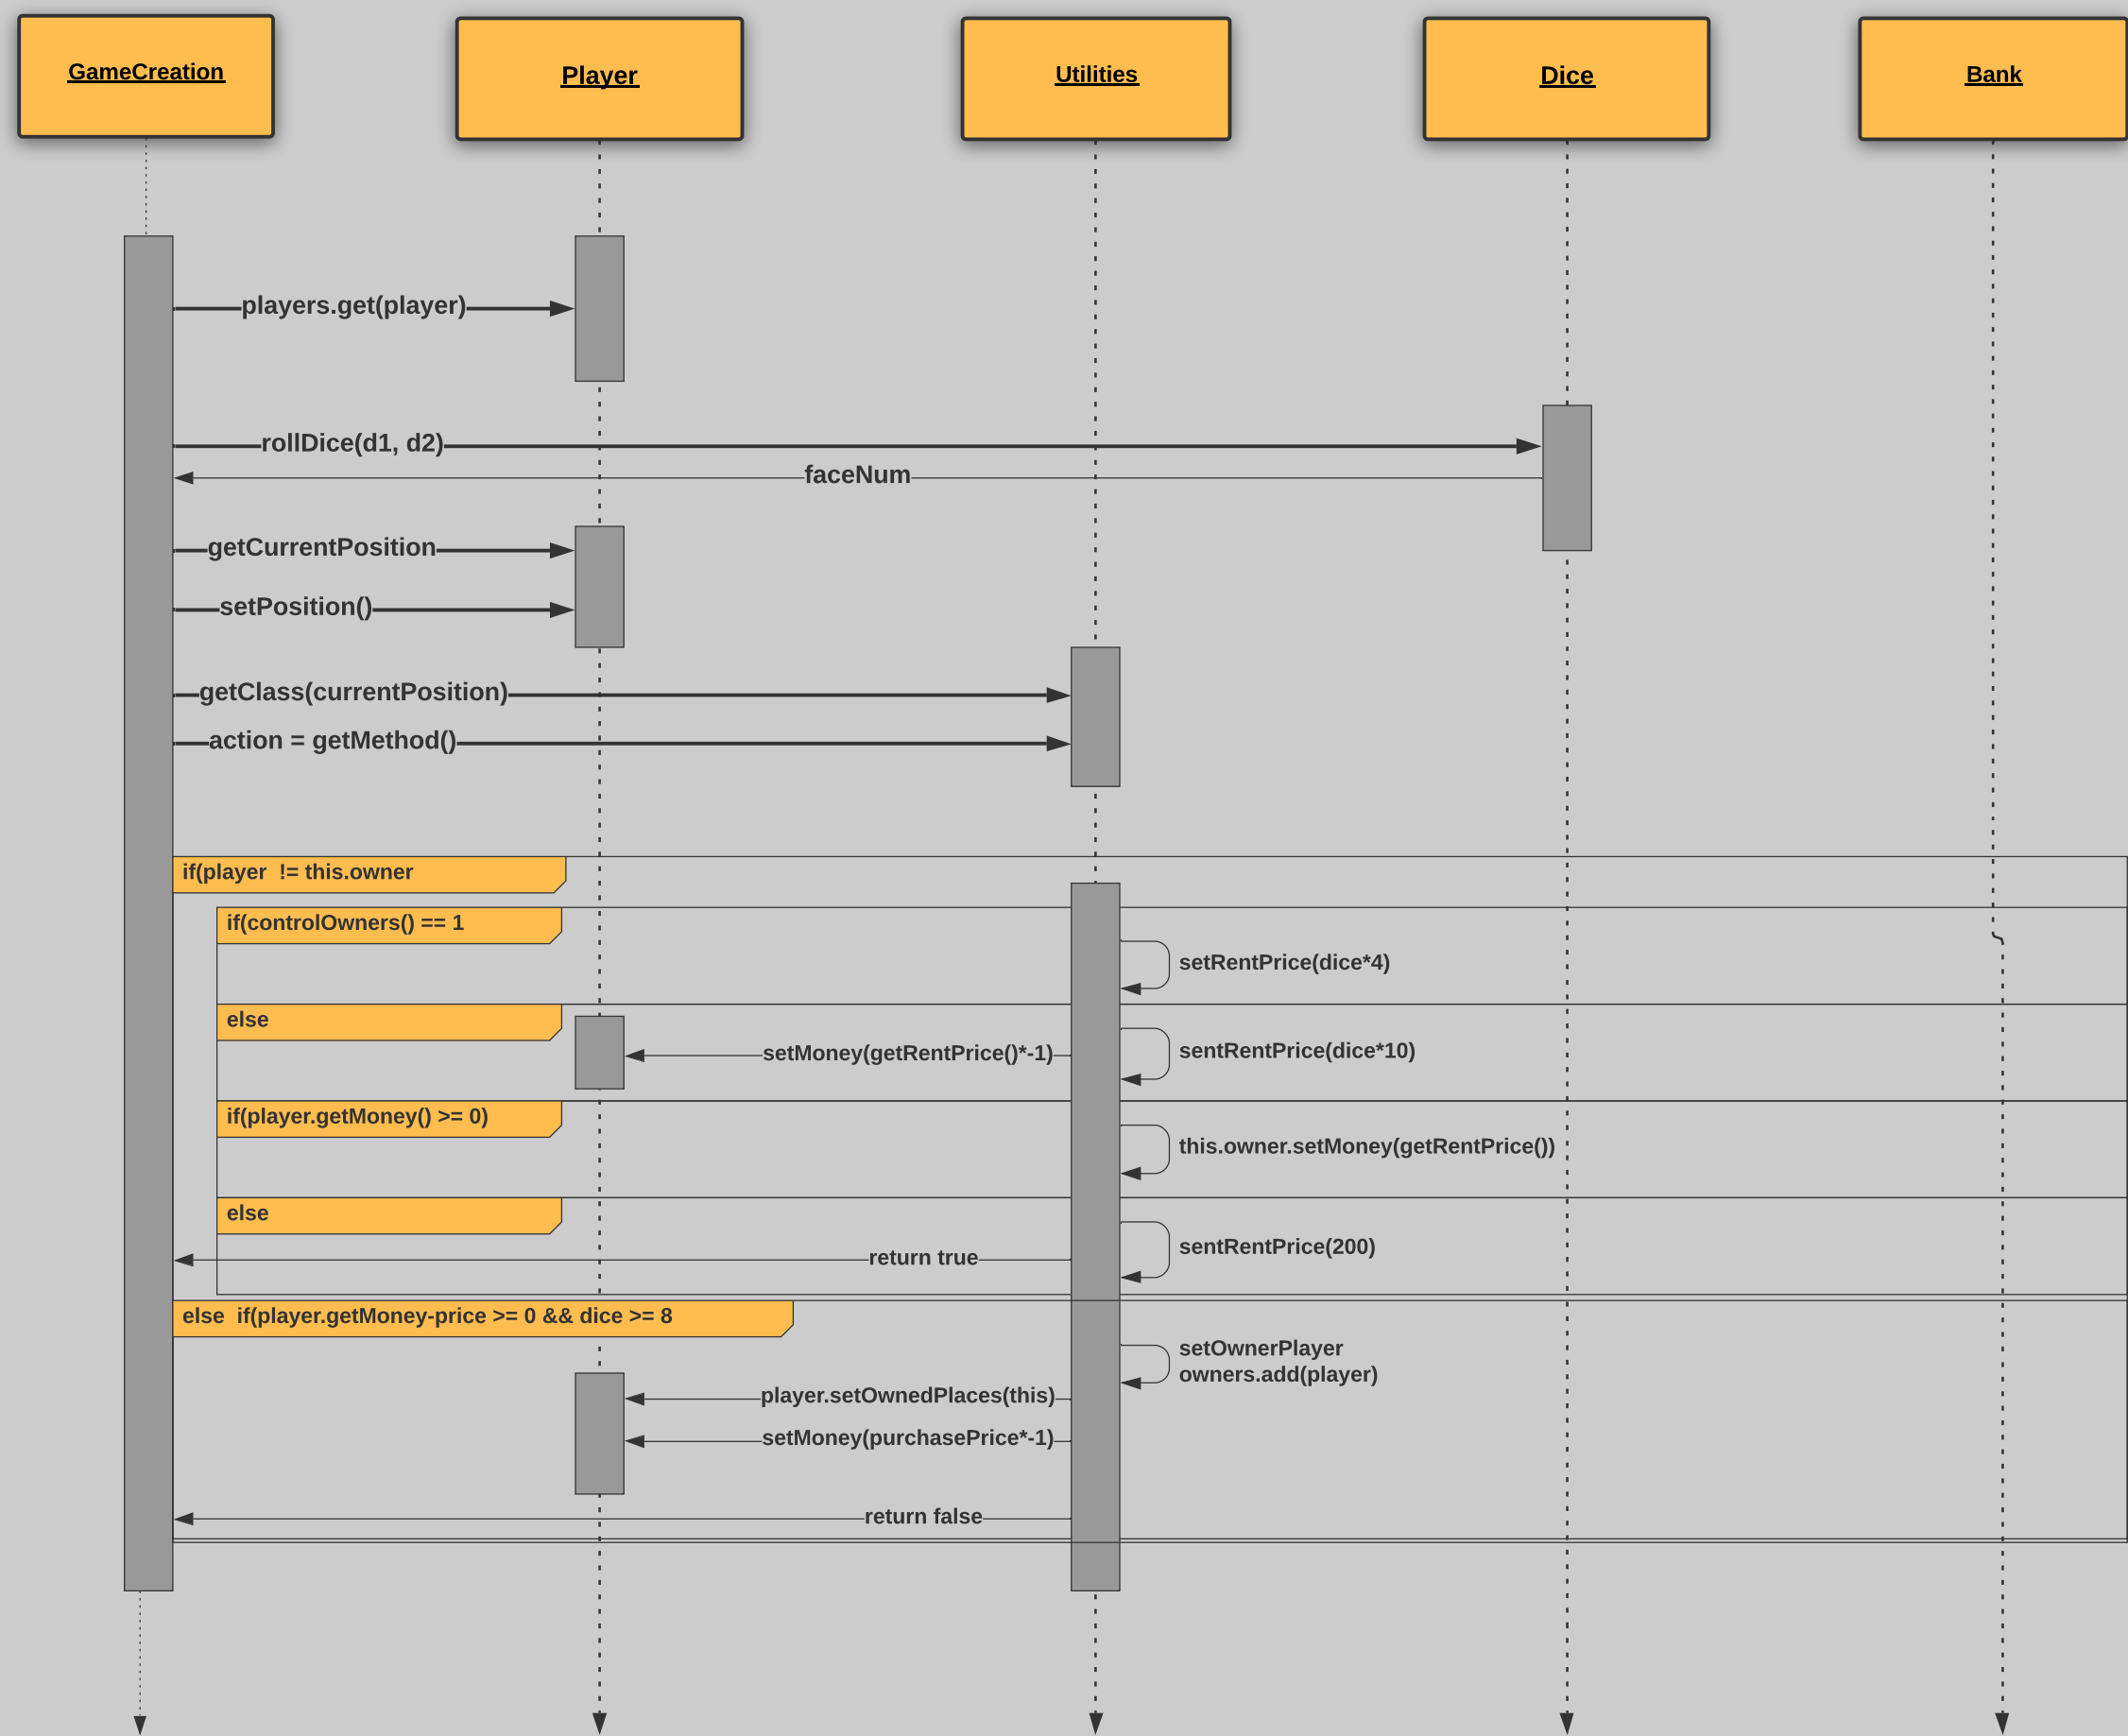 GameCreation
Player
Utilities
Dice
Bank
players.get(player)
rollDice(d1, d2)
faceNum
getCurrentPosition
setPosition()
getClass(currentPosition)
action = getMethod()
if(player  != this.owner
if(controlOwners() == 1
setRentPrice(dice*4)
else
setMoney(getRentPrice()*-1)
sentRentPrice(dice*10)
if(player.getMoney() >= 0)
this.owner.setMoney(getRentPrice())
else
sentRentPrice(200)
return true
else  if(player.getMoney-price >= 0 && dice >= 8
setOwnerPlayer
owners.add(player)
player.setOwnedPlaces(this)
setMoney(purchasePrice*-1)
return false